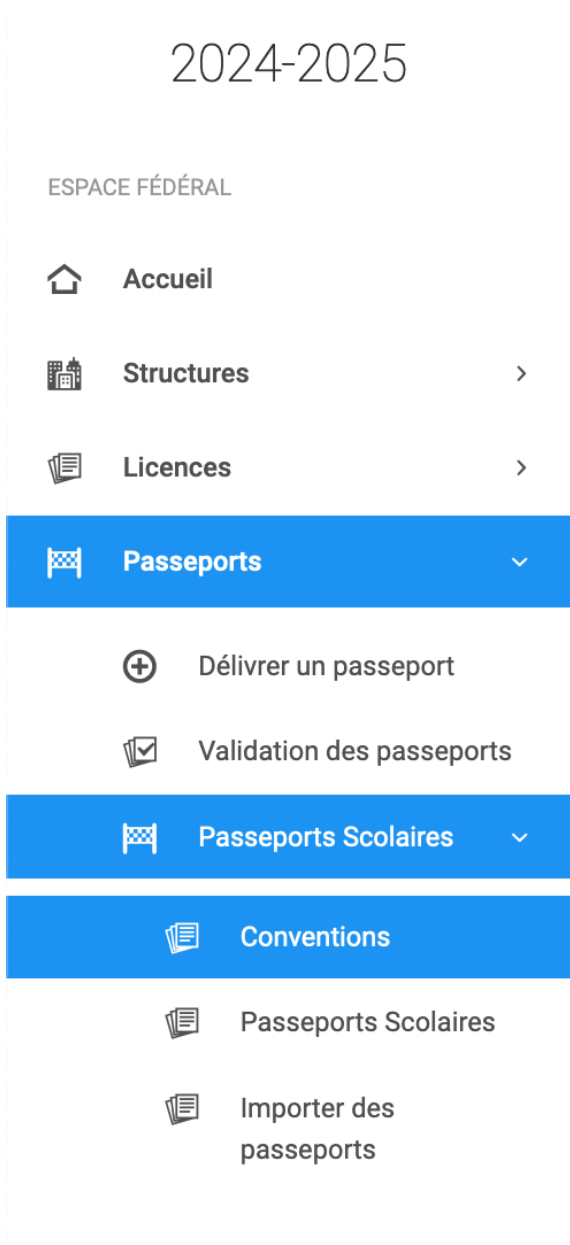 2024-2025
ESPACE FÉDÉRAL
Accueil
Structures
Licences
Passeports
Délivrer un passeport
Validation des passeports
Passeports Scolaires
Conventions
Passeports Scolaires
Importer des
passeports